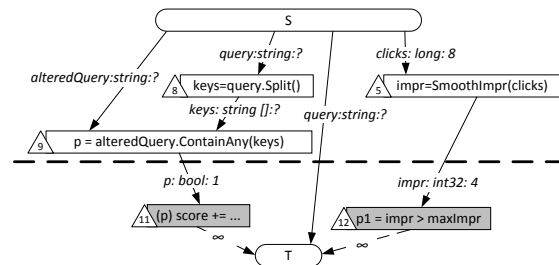 S
query:string:?
clicks: long: 8
alteredQuery:string:?
8
keys=query.Split()
5
impr=SmoothImpr(clicks)
keys: string []:?
query:string:?
9
p = alteredQuery.ContainAny(keys)
p: bool: 1
impr: int32: 4
11
(p) score += ...
12
p1 = impr > maxImpr
∞
∞
T